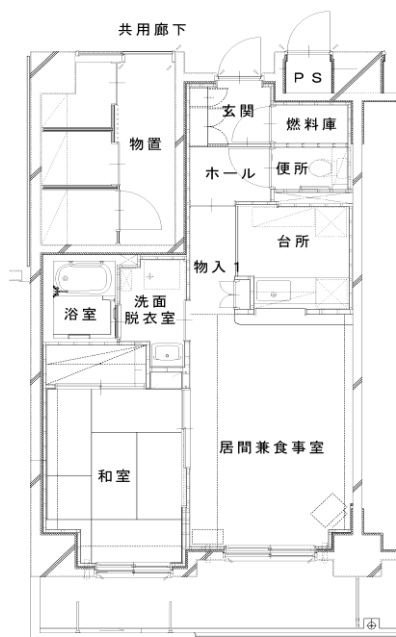 共用廊下
PS
玄関
燃料庫
物置
ホール
便所
台所
物入1
洗面
脱衣室
浴室
居間兼食事室
和室